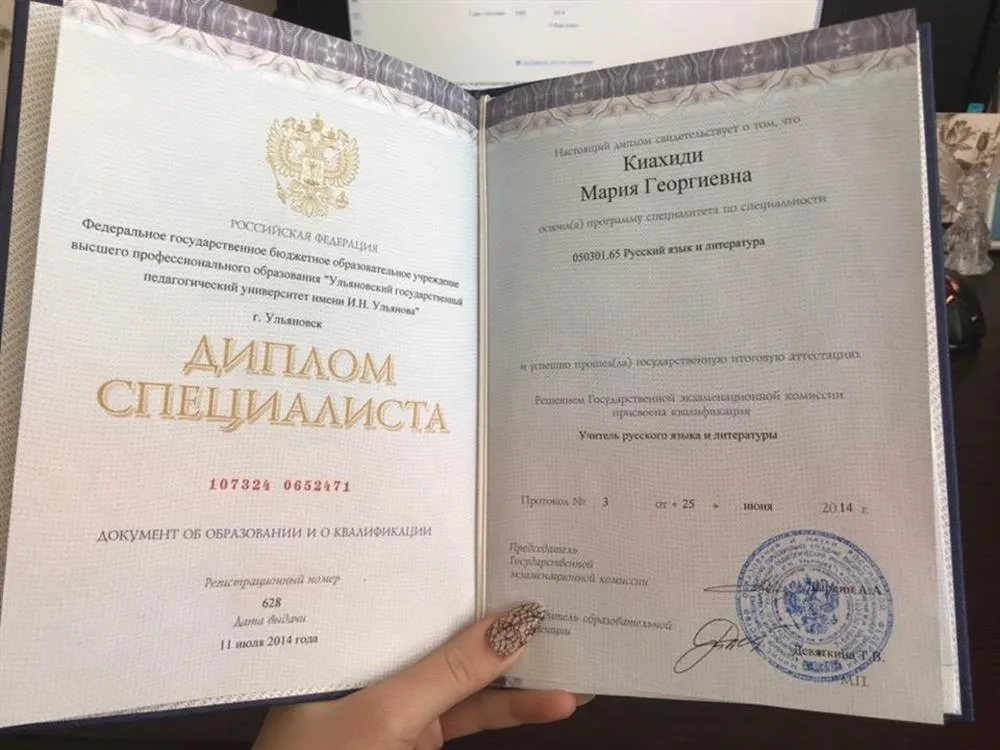 РОССИЙСКАЯ ФЕДЕРАЦИЯ
Федеральное государственное бюджетное образовательное учреждение
высшего профессионального образования "Ульяновский государственный
педагогический университет имени И.Н. Ульянова"
г. Ульяновск
ДИПЛОМ
СПЕЦИАЛИСТА
107324 0652471
ДОКУМЕНТ ОБ ОБРАЗОВАНИИ И О КВАЛИФИКАЦИИ
Регистрационный номер
628
Дата выдачи
11 июля 2014 года
Настоящий диплом свидетельствует о том, что
Киахиди
Мария Георгиевна
освоил(а) программу специалитета по специальности
050301.65 Русский язык и литература
и успешно прошел(ла) государственную итоговую аттестацию.
Решением Государственной экзаменационной комиссии
присвоена квалификация
Учитель русского языка и литературы
Протокол № 3 от « 25 » июня 2014 г.
Председатель
Государственной
экзаменационной комиссии
образовательной
Девяткина Т.В.
М.П.